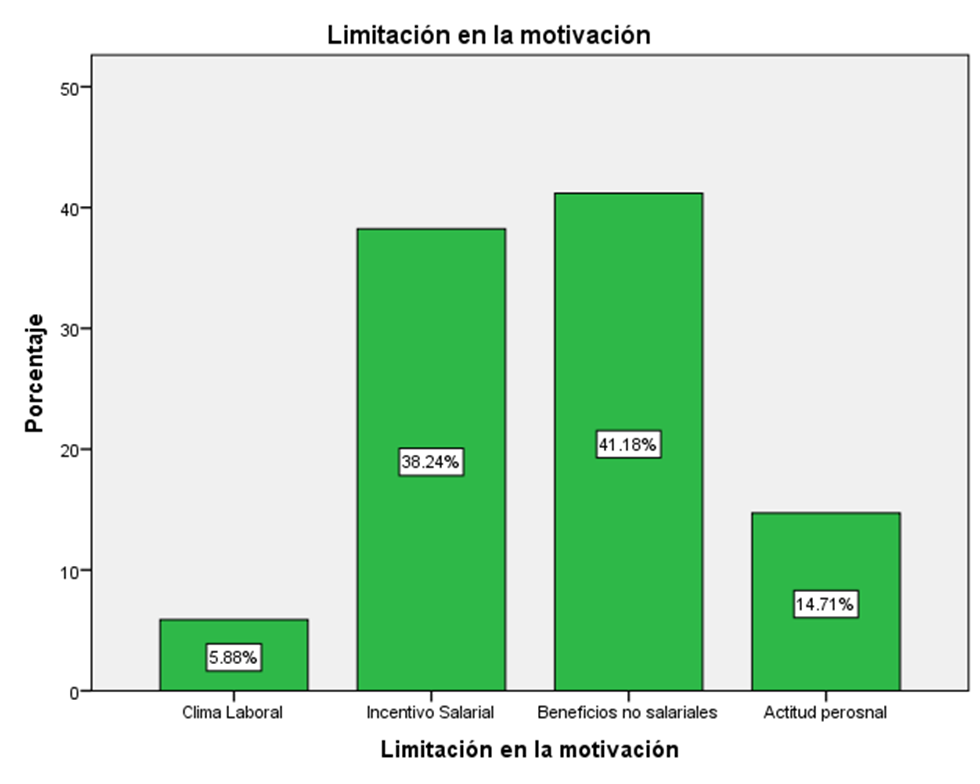 Limitación en la motivación
Porcentaje
50
40
30
20
10
0
5.88%
38.24%
41.18%
14.71%
Clima Laboral
Incentivo Salarial
Beneficios no salariales
Actitud perosnal
Limitación en la motivación